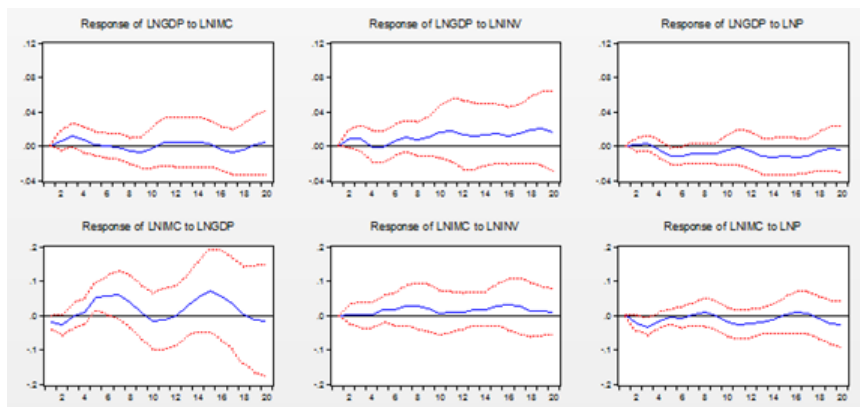 Response of LNGDP to LNIMC
Response of LNGDP to LNINV
Response of LNGDP to LNP
.12
.08
.04
.00
-.04
2 4 6 8 10 12 14 16 18 20
.12
.08
.04
.00
-.04
2 4 6 8 10 12 14 16 18 20
.12
.08
.04
.00
-.04
2 4 6 8 10 12 14 16 18 20
Response of LNIMC to LNGDP
Response of LNIMC to LNINV
Response of LNIMC to LNP
.2
.1
.0
-.1
-.2
2 4 6 8 10 12 14 16 18 20
.2
.1
.0
-.1
-.2
2 4 6 8 10 12 14 16 18 20
.2
.1
.0
-.1
-.2
2 4 6 8 10 12 14 16 18 20